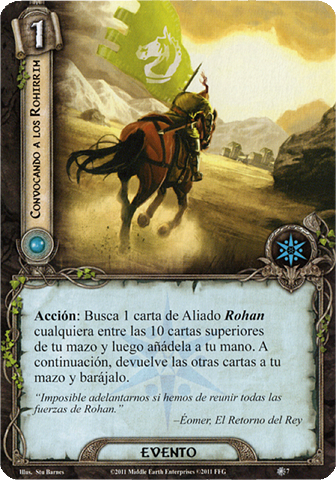 1
CONVOCANDO A LOS ROHIRRIM
Acción: Busca 1 carta de Aliado Rohan
cualquiera entre las 10 cartas superiores
de tu mazo y luego añádela a tu mano. A
continuación, devuelve las otras cartas a tu
mazo y barájalo.
“Imposible adelantarnos si hemos de reunir todas las
fuerzas de Rohan.”
–Éomer, El Retorno del Rey
EVENTO
Illus. Stu Barnes
©2011 Middle Earth Enterprises ©2011 FFG
7